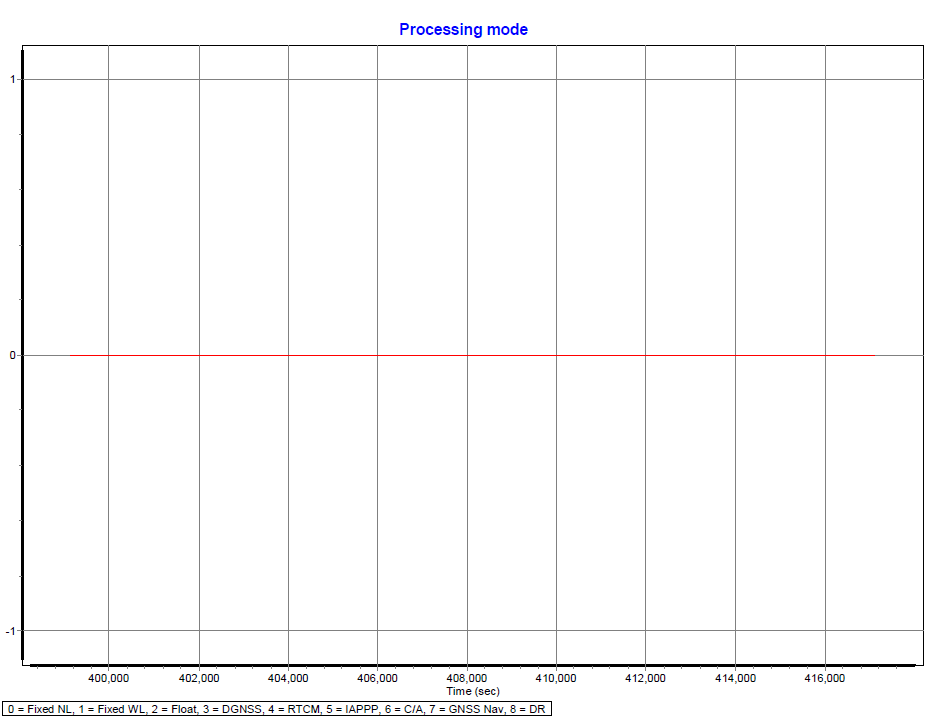 Processing mode
1
0
-1
400,000 402,000 404,000 406,000 408,000 410,000 412,000 414,000 416,000
Time (sec)
0 = Fixed NL, 1 = Fixed WL, 2 = Float, 3 = DGNSS, 4 = RTCM, 5 = IAPPP, 6 = C/A, 7 = GNSS Nav, 8 = DR